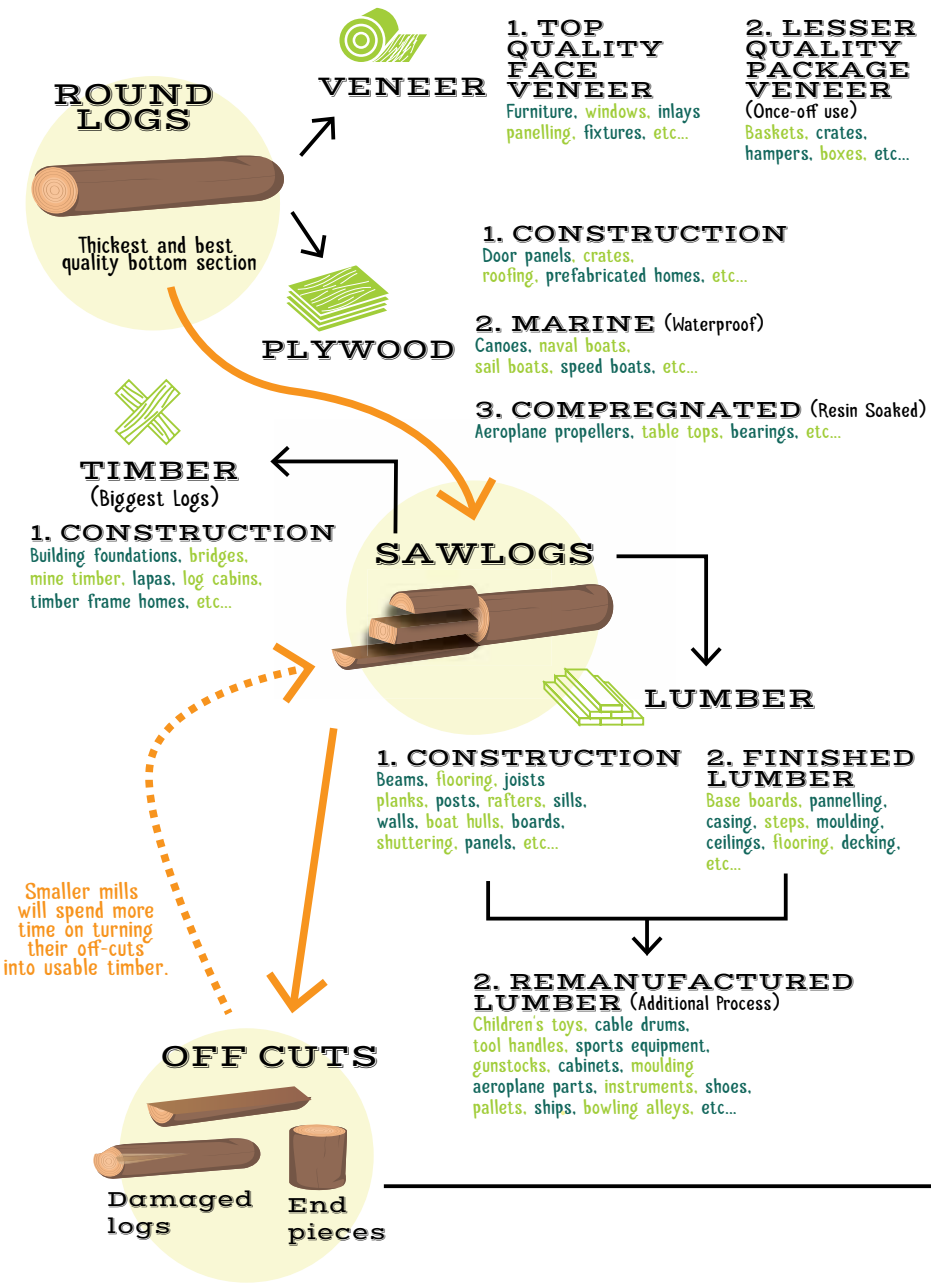 ROUND
LOGS
Thickest and best
quality bottom section
VENEER
1. TOP
QUALITY
FACE
VENEER
Furniture, windows, inlays
panelling, fixtures, etc...
2. LESSER
QUALITY
PACKAGE
VENEER
(Once-off use)
Baskets, crates,
hampers, boxes, etc...
PLYWOOD
1. CONSTRUCTION
Door panels, crates,
roofing, prefabricated homes, etc...
2. MARINE (Waterproof)
Canoes, naval boats,
sail boats, speed boats, etc...
3. COMPREGNATED (Resin Soaked)
Aeroplane propellers, table tops, bearings, etc...
TIMBER
(Biggest Logs)
1. CONSTRUCTION
Building foundations, bridges,
mine timber, lapas, log cabins,
timber frame homes, etc...
SAWLOGS
LUMBER
1. CONSTRUCTION
Beams, flooring, joists
planks, posts, rafters, sills,
walls, boat hulls, boards,
shuttering, panels, etc...
2. FINISHED
LUMBER
Base boards, pannelling,
casing, steps, moulding,
ceilings, flooring, decking,
etc...
2. REMANUFACTURED
LUMBER (Additional Process)
Children's toys, cable drums,
tool handles, sports equipment,
gunstocks, cabinets, moulding
aeroplane parts, instruments, shoes,
pallets, ships, bowling alleys, etc...
Smaller mills
will spend more
time on turning
their off-cuts
into usable timber.
OFF CUTS
Damaged
logs
End
pieces